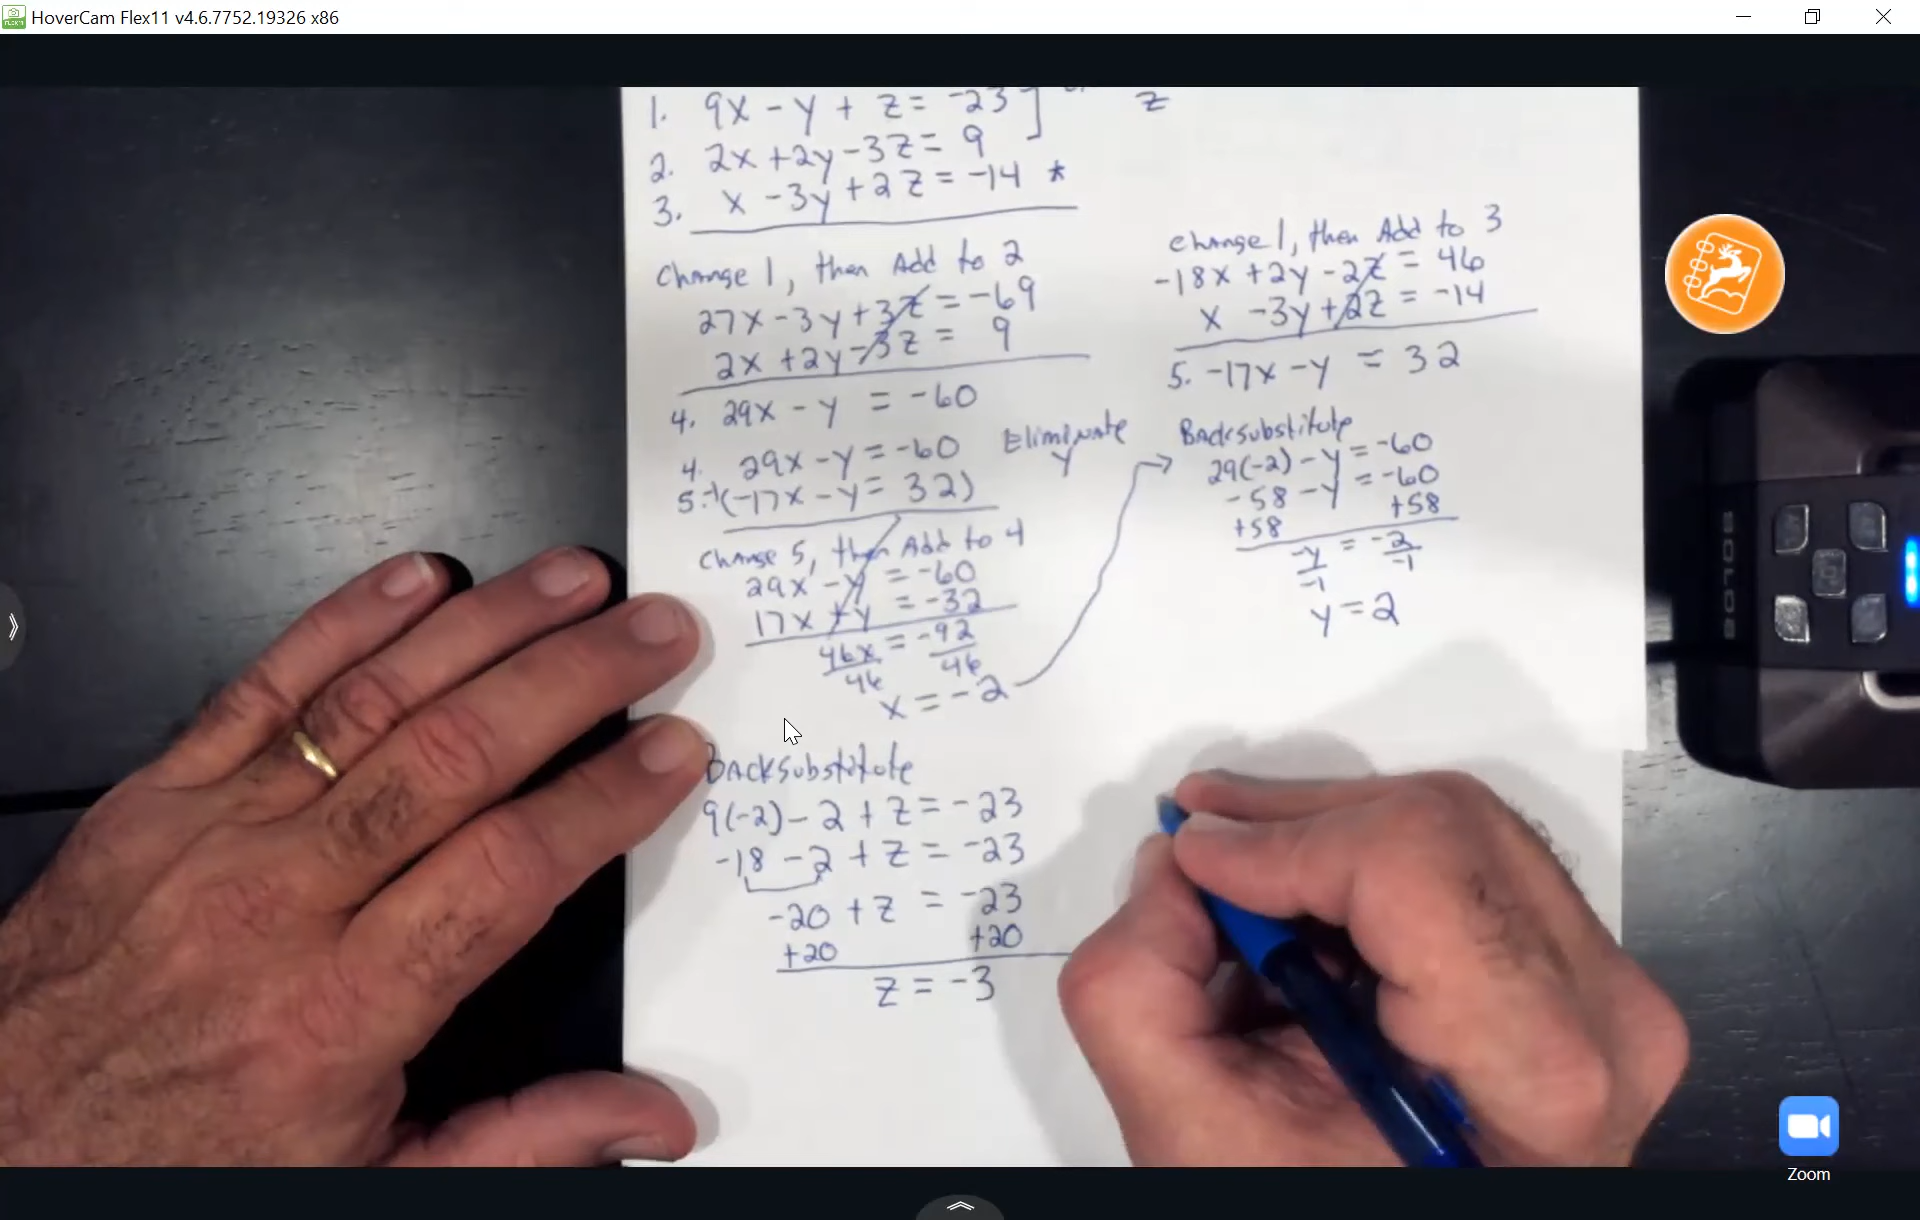 HoverCam Flex11 v4.6.7752.19326 x86
1. 9x - y + z = -23 ]
z
2. 2x + 2y - 3z = 9
3. x - 3y + 2z = -14 *
Change 1, then Add to 2
27x - 3y + 3z = -69
2x + 2y - 3z = 9
4. 29x - y = -60
4. 29x - y = -60
Eliminate
y
5. -1(-17x - y = 32)
Change 5, then Add to 4
29x - y = -60
17x + y = -32
46x = -92
46 46
x = -2
Change 1, then Add to 3
-18x + 2y - 2z = 46
x - 3y + 2z = -14
5. -17x - y = 32
Backsubstitute
29(-2) - y = -60
-58 - y = -60
+58 +58
-y = -2
-1 -1
y = 2
Backsubstitute
9(-2) - 2 + z = -23
-18 - 2 + z = -23
-20 + z = -23
+20 +20
z = -3
Zoom